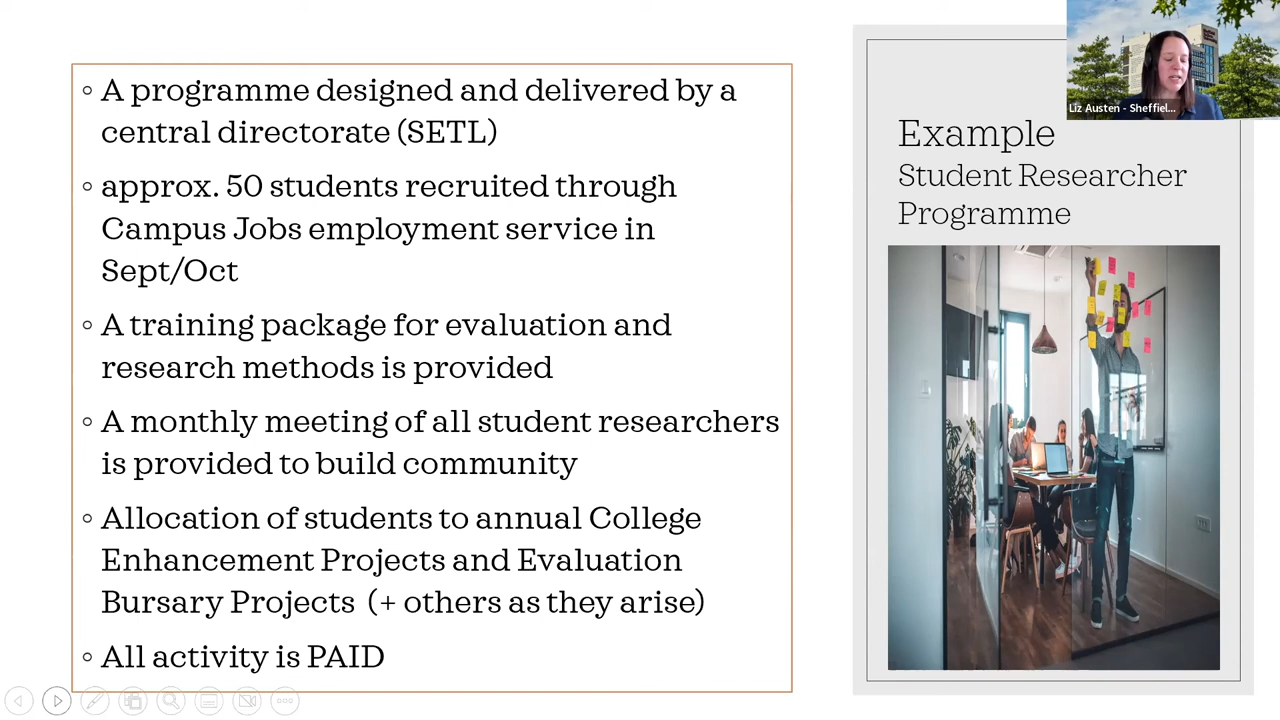 ◦ A programme designed and delivered by a
central directorate (SETL)
◦ approx. 50 students recruited through
Campus Jobs employment service in
Sept/Oct
◦ A training package for evaluation and
research methods is provided
◦ A monthly meeting of all student researchers
is provided to build community
◦ Allocation of students to annual College
Enhancement Projects and Evaluation
Bursary Projects (+ others as they arise)
◦ All activity is PAID
Liz Austen - Sheffiel...
Example
Student Researcher
Programme